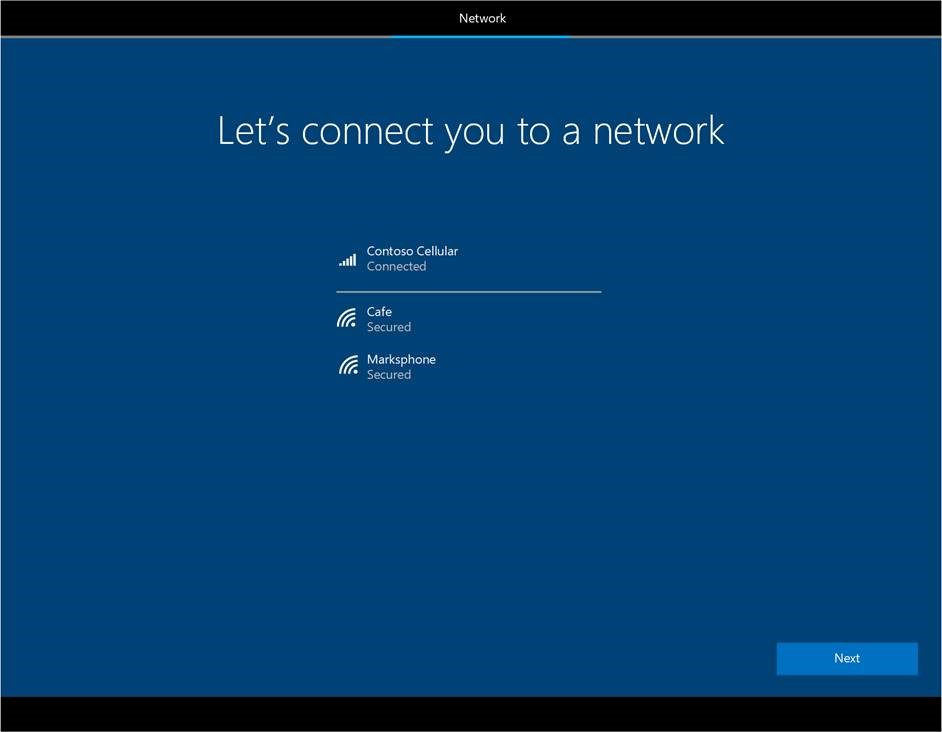 Network
Let’s connect you to a network
Contoso Cellular
Connected
Cafe
Secured
Marksphone
Secured
Next